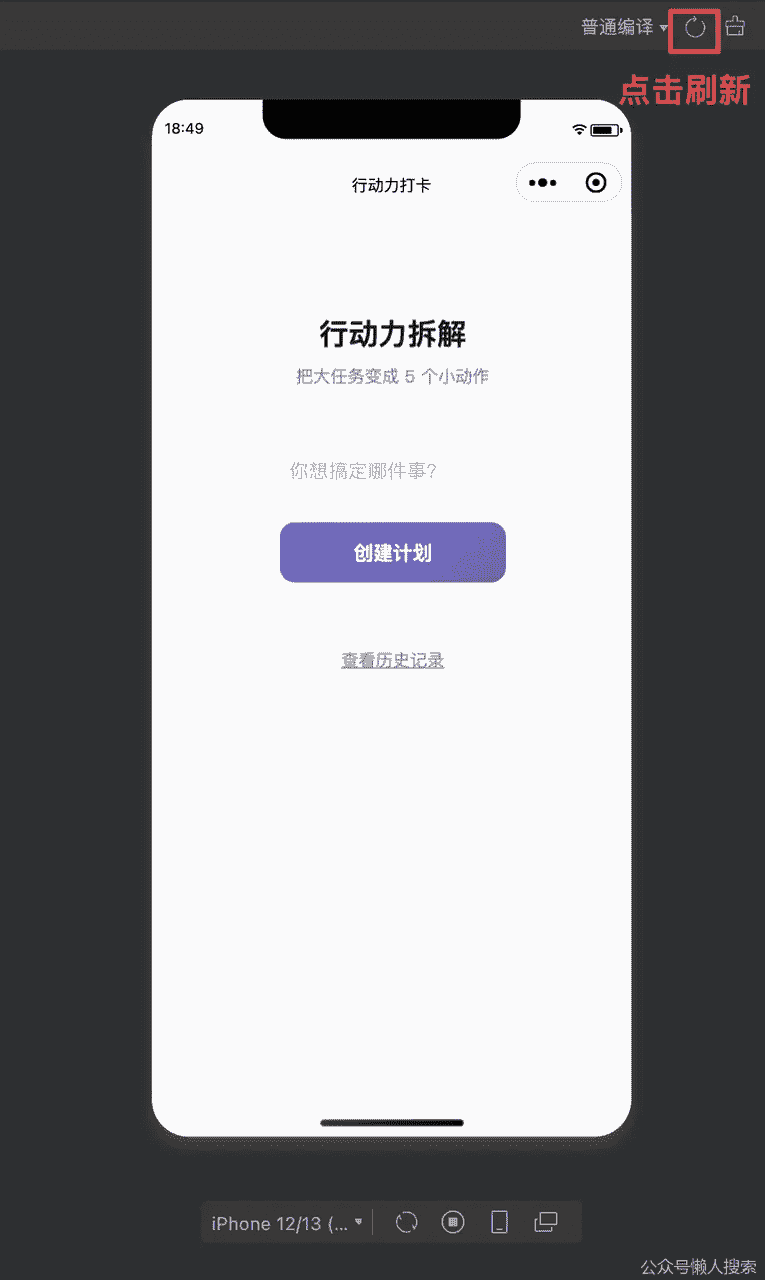 普通编译
点击刷新
18:49
行动力打卡
行动力拆解
把大任务变成 5 个小动作
你想搞定哪件事?
创建计划
查看历史记录
iPhone 12/13 (...
公众号懒人搜索